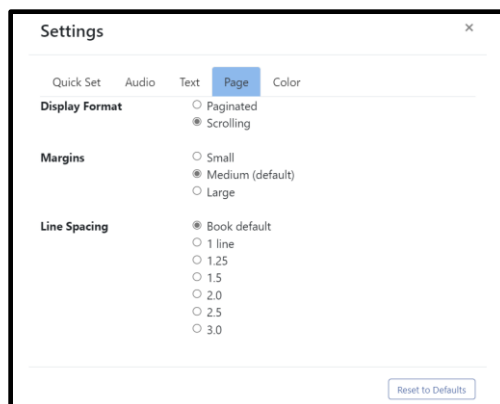 Settings ×
Quick Set Audio Text Page Color
Display Format Paginated
Scrolling
Margins Small
Medium (default)
Large
Line Spacing Book default
1 line
1.25
1.5
2.0
2.5
3.0
Reset to Defaults